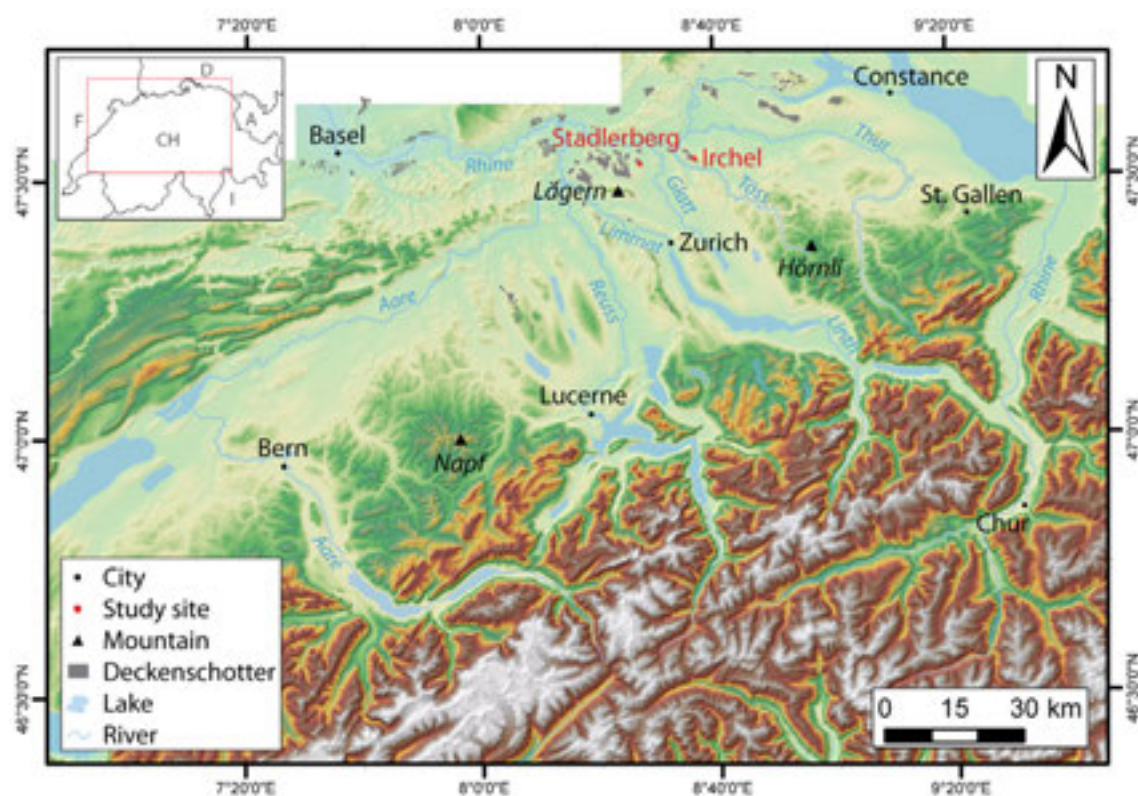 7°20'0"E 8°0'0"E 8°40'0"E 9°20'0"E
D
F
A
CH
I
N
Constance
Basel
Stadlerberg
Rhine
Irchel
Thur
47°30'0"N
47°30'0"N
Lägern
Glatt
Töss
St. Gallen
Limmat
Zurich
Hörnli
Rhine
Aare
Reuss
Linth
Lucerne
47°0'0"N
47°0'0"N
Bern
Napf
Chur
Aare
City
Study site
Mountain
Deckenschotter
Lake
River
46°30'0"N
46°30'0"N
0 15 30 km
7°20'0"E 8°0'0"E 8°40'0"E 9°20'0"E